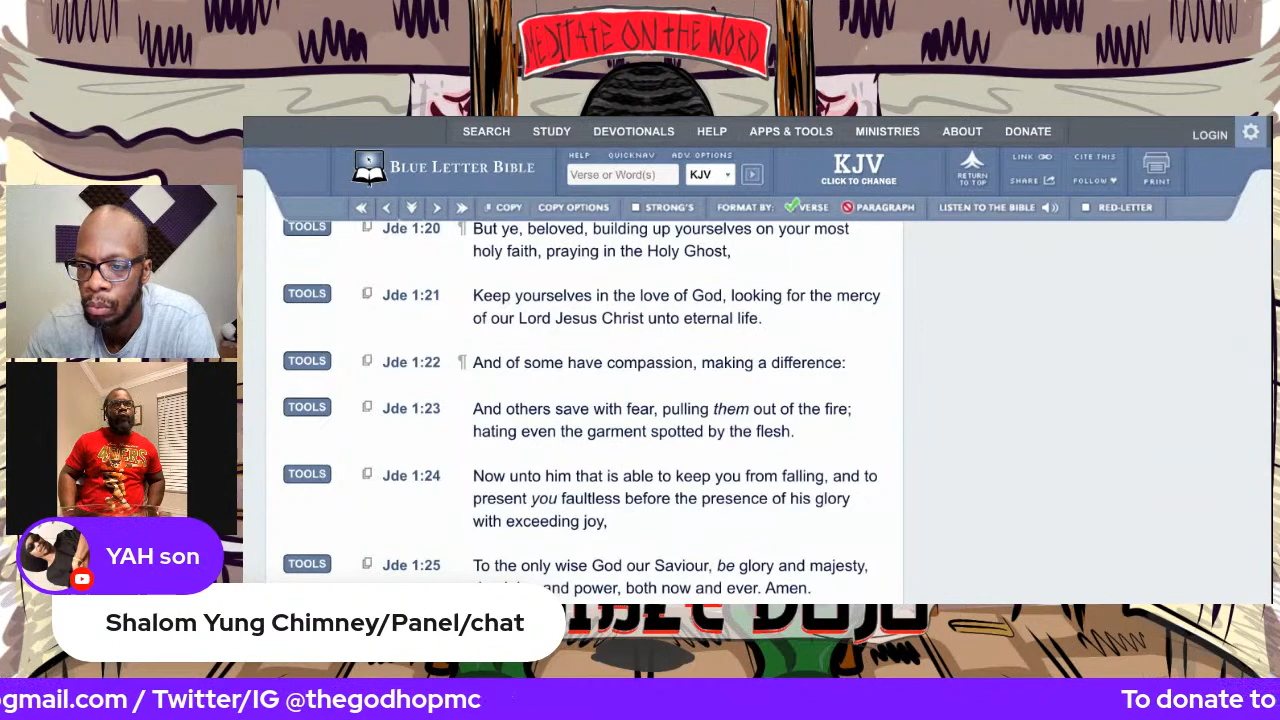 MEDITATE ON THE WORD
SEARCH STUDY DEVOTIONALS HELP APPS & TOOLS MINISTRIES ABOUT DONATE
LOGIN
BLUE LETTER BIBLE
HELP QUICKNAV ADV. OPTIONS
Verse or Word(s) KJV
KJV
CLICK TO CHANGE
RETURN
TO TOP
LINK CITE THIS
SHARE FOLLOW
PRINT
COPY COPY OPTIONS STRONG'S FORMAT BY: VERSE PARAGRAPH LISTEN TO THE BIBLE RED-LETTER
TOOLS Jde 1:20 ¶ But ye, beloved, building up yourselves on your most
holy faith, praying in the Holy Ghost,
TOOLS Jde 1:21 Keep yourselves in the love of God, looking for the mercy
of our Lord Jesus Christ unto eternal life.
TOOLS Jde 1:22 ¶ And of some have compassion, making a difference:
TOOLS Jde 1:23 And others save with fear, pulling them out of the fire;
hating even the garment spotted by the flesh.
TOOLS Jde 1:24 Now unto him that is able to keep you from falling, and to
present you faultless before the presence of his glory
with exceeding joy,
TOOLS Jde 1:25 To the only wise God our Saviour, be glory and majesty,
and power, both now and ever. Amen.
49ERS
YAH son
Shalom Yung Chimney/Panel/chat
gmail.com / Twitter/IG @thegodhopmc
To donate to